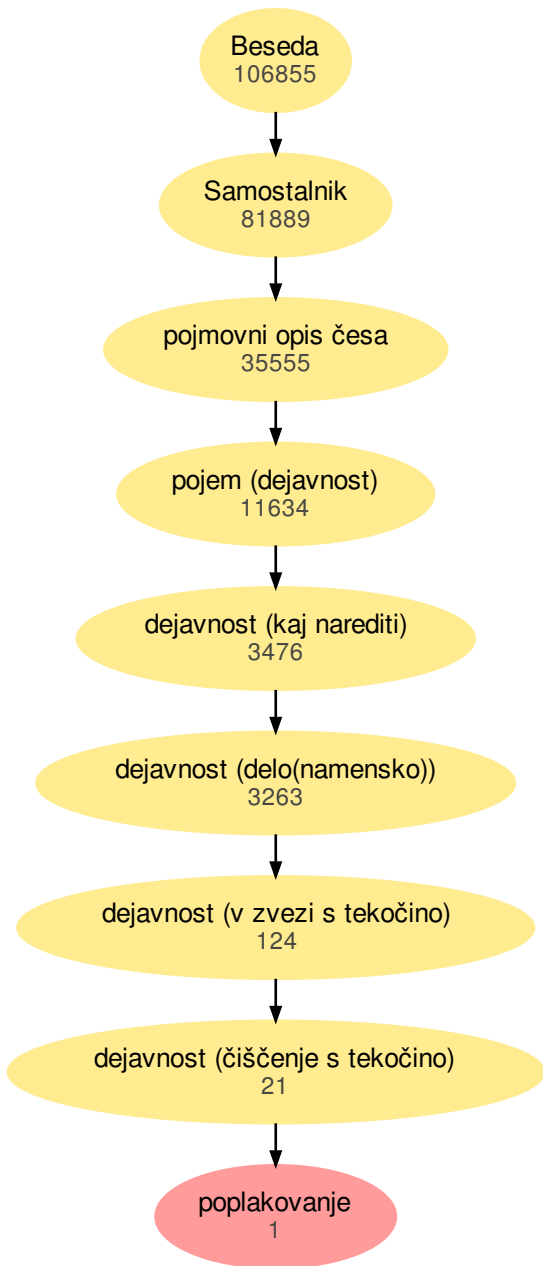 Beseda
106855
Samostalnik
81889
pojmovni opis česa
35555
pojem (dejavnost)
11634
dejavnost (kaj narediti)
3476
dejavnost (delo(namensko))
3263
dejavnost (v zvezi s tekočino)
124
dejavnost (čiščenje s tekočino)
21
poplakovanje
1